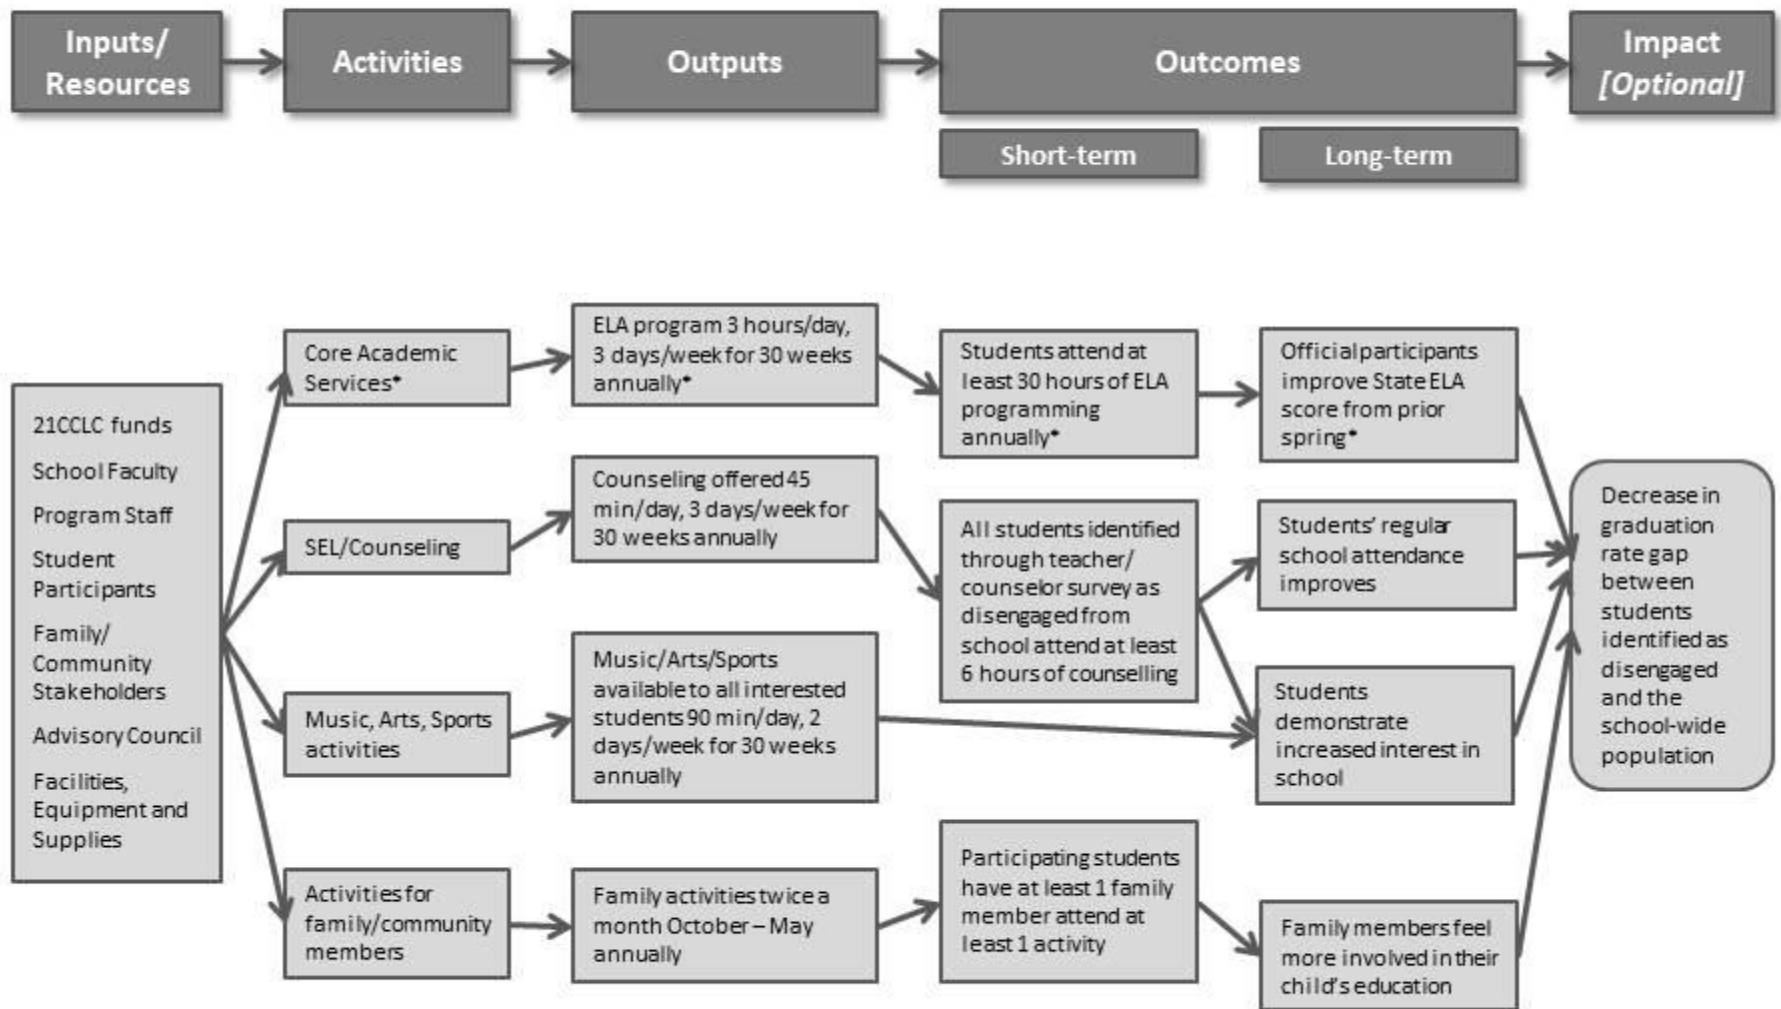 Inputs/
Resources
Activities
Outputs
Outcomes
Impact
[Optional]
Short-term
Long-term
21CCLC funds
School Faculty
Program Staff
Student
Participants
Family/
Community
Stakeholders
Advisory Council
Facilities,
Equipment and
Supplies
Core Academic
Services*
ELA program 3 hours/day,
3 days/week for 30 weeks
annually*
Students attend at
least 30 hours of ELA
programming
annually*
Official participants
improve State ELA
score from prior
spring*
SEL/Counseling
Counseling offered 45
min/day, 3 days/week for
30 weeks annually
All students identified
through teacher/
counselor survey as
disengaged from
school attend at least
6 hours of counselling
Students' regular
school attendance
improves
Music, Arts, Sports
activities
Music/Arts/Sports
available to all interested
students 90 min/day, 2
days/week for 30 weeks
annually
Students
demonstrate
increased interest in
school
Activities for
family/community
members
Family activities twice a
month October – May
annually
Participating students
have at least 1 family
member attend at
least 1 activity
Family members feel
more involved in their
child's education
Decrease in
graduation
rate gap
between
students
identified as
disengaged
and the
school-wide
population